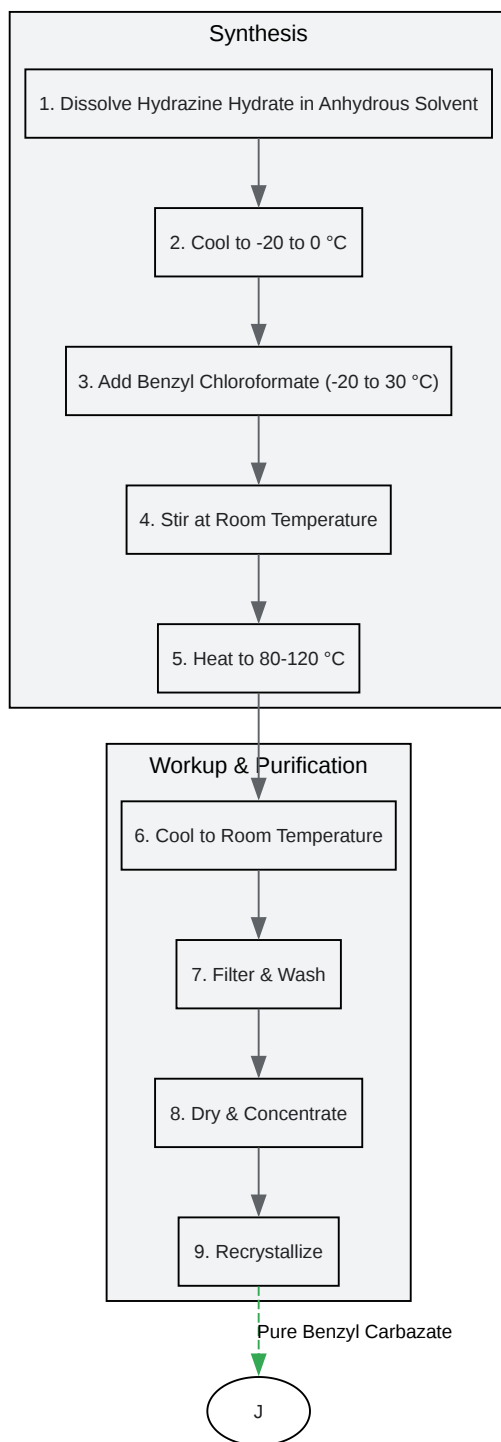 Synthesis
1. Dissolve Hydrazine Hydrate in Anhydrous Solvent
2. Cool to -20 to 0 °C
3. Add Benzyl Chloroformate (-20 to 30 °C)
4. Stir at Room Temperature
5. Heat to 80-120 °C
Workup & Purification
6. Cool to Room Temperature
7. Filter & Wash
8. Dry & Concentrate
9. Recrystallize
Pure Benzyl Carbazate
J